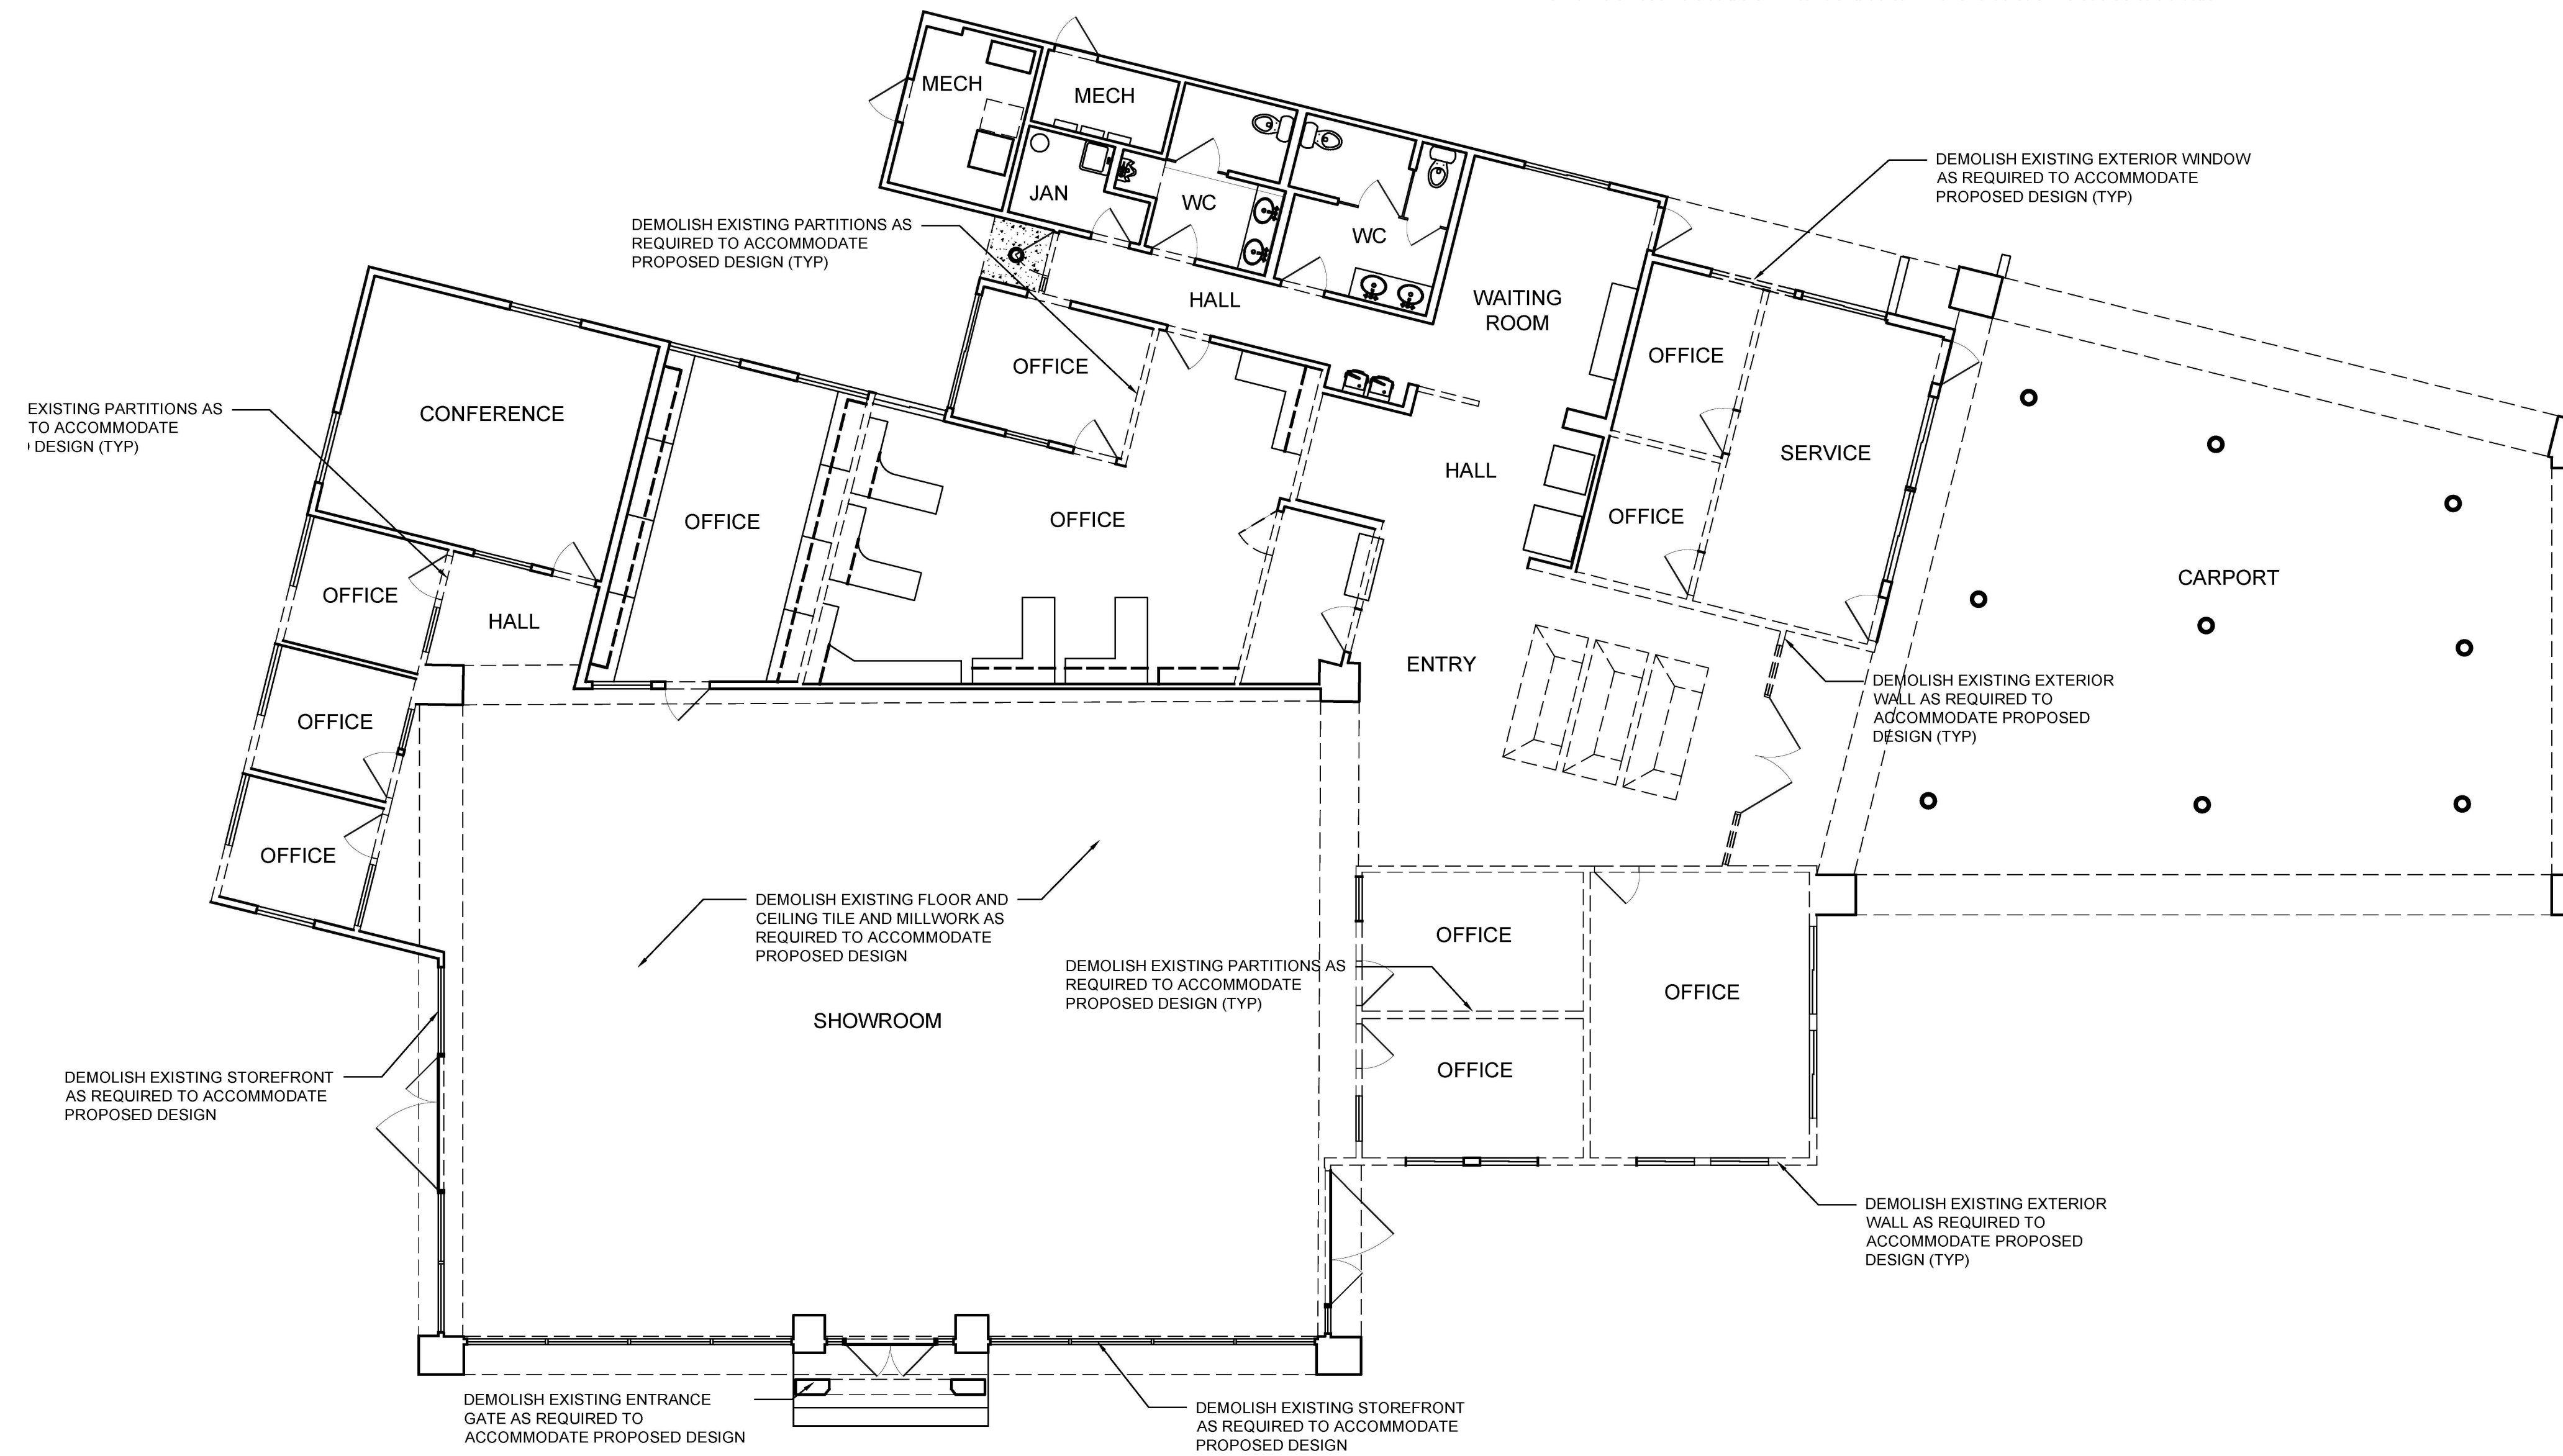 MECH
MECH
JAN
WC
WC
DEMOLISH EXISTING EXTERIOR WINDOW
AS REQUIRED TO ACCOMMODATE
PROPOSED DESIGN (TYP)
DEMOLISH EXISTING PARTITIONS AS
REQUIRED TO ACCOMMODATE
PROPOSED DESIGN (TYP)
HALL
WAITING
ROOM
OFFICE
OFFICE
EXISTING PARTITIONS AS
TO ACCOMMODATE
DESIGN (TYP)
CONFERENCE
HALL
SERVICE
OFFICE
OFFICE
OFFICE
CARPORT
OFFICE
HALL
ENTRY
DEMOLISH EXISTING EXTERIOR
WALL AS REQUIRED TO
ACCOMMODATE PROPOSED
DESIGN (TYP)
OFFICE
OFFICE
DEMOLISH EXISTING FLOOR AND
CEILING TILE AND MILLWORK AS
REQUIRED TO ACCOMMODATE
PROPOSED DESIGN
OFFICE
DEMOLISH EXISTING PARTITIONS AS
REQUIRED TO ACCOMMODATE
PROPOSED DESIGN (TYP)
OFFICE
SHOWROOM
OFFICE
DEMOLISH EXISTING STOREFRONT
AS REQUIRED TO ACCOMMODATE
PROPOSED DESIGN
DEMOLISH EXISTING EXTERIOR
WALL AS REQUIRED TO
ACCOMMODATE PROPOSED
DESIGN (TYP)
DEMOLISH EXISTING ENTRANCE
GATE AS REQUIRED TO
ACCOMMODATE PROPOSED DESIGN
DEMOLISH EXISTING STOREFRONT
AS REQUIRED TO ACCOMMODATE
PROPOSED DESIGN